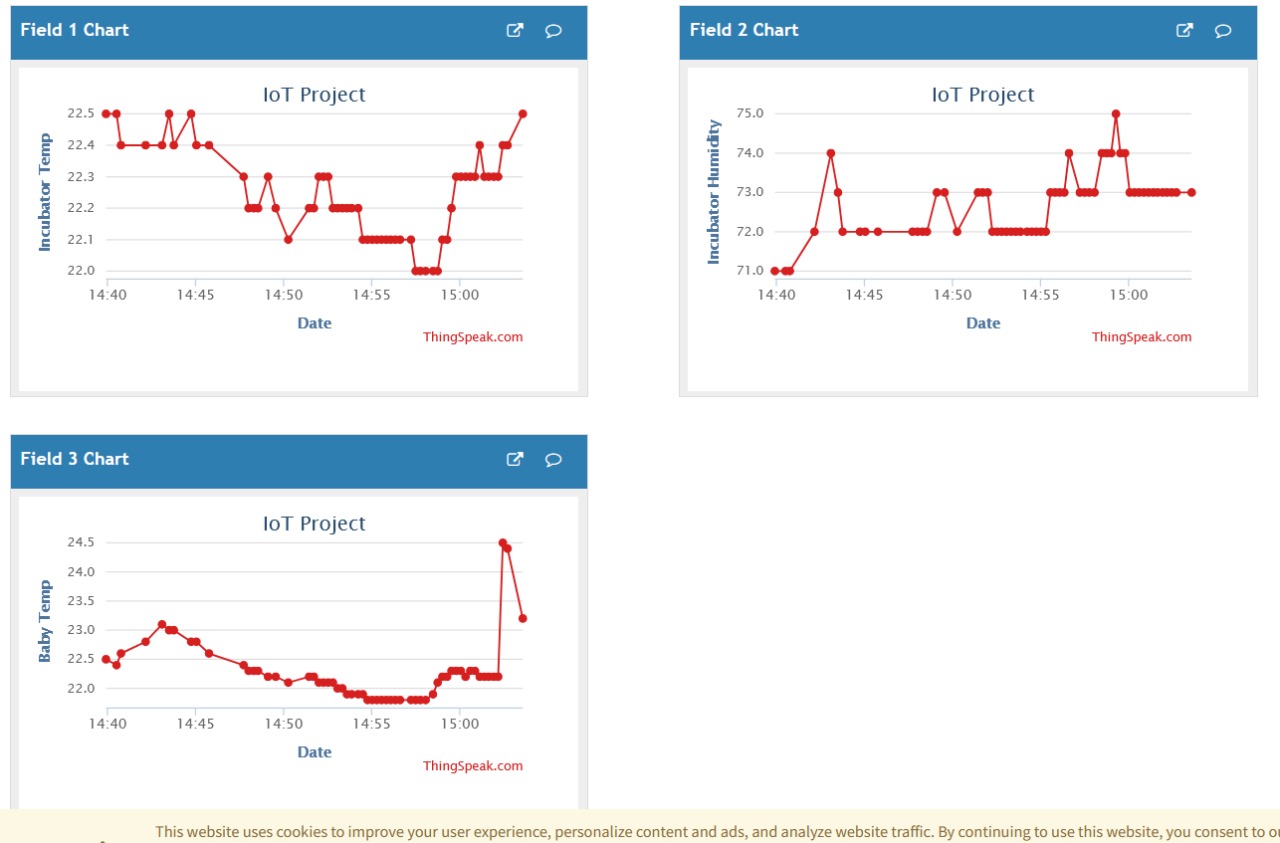 Field 1 Chart
IoT Project
Incubator Temp
22.5
22.4
22.3
22.2
22.1
22.0
14:40 14:45 14:50 14:55 15:00
Date
ThingSpeak.com
Field 2 Chart
IoT Project
Incubator Humidity
75.0
74.0
73.0
72.0
71.0
14:40 14:45 14:50 14:55 15:00
Date
ThingSpeak.com
Field 3 Chart
IoT Project
Baby Temp
24.5
24.0
23.5
23.0
22.5
22.0
14:40 14:45 14:50 14:55 15:00
Date
ThingSpeak.com
This website uses cookies to improve your user experience, personalize content and ads, and analyze website traffic. By continuing to use this website, you consent to